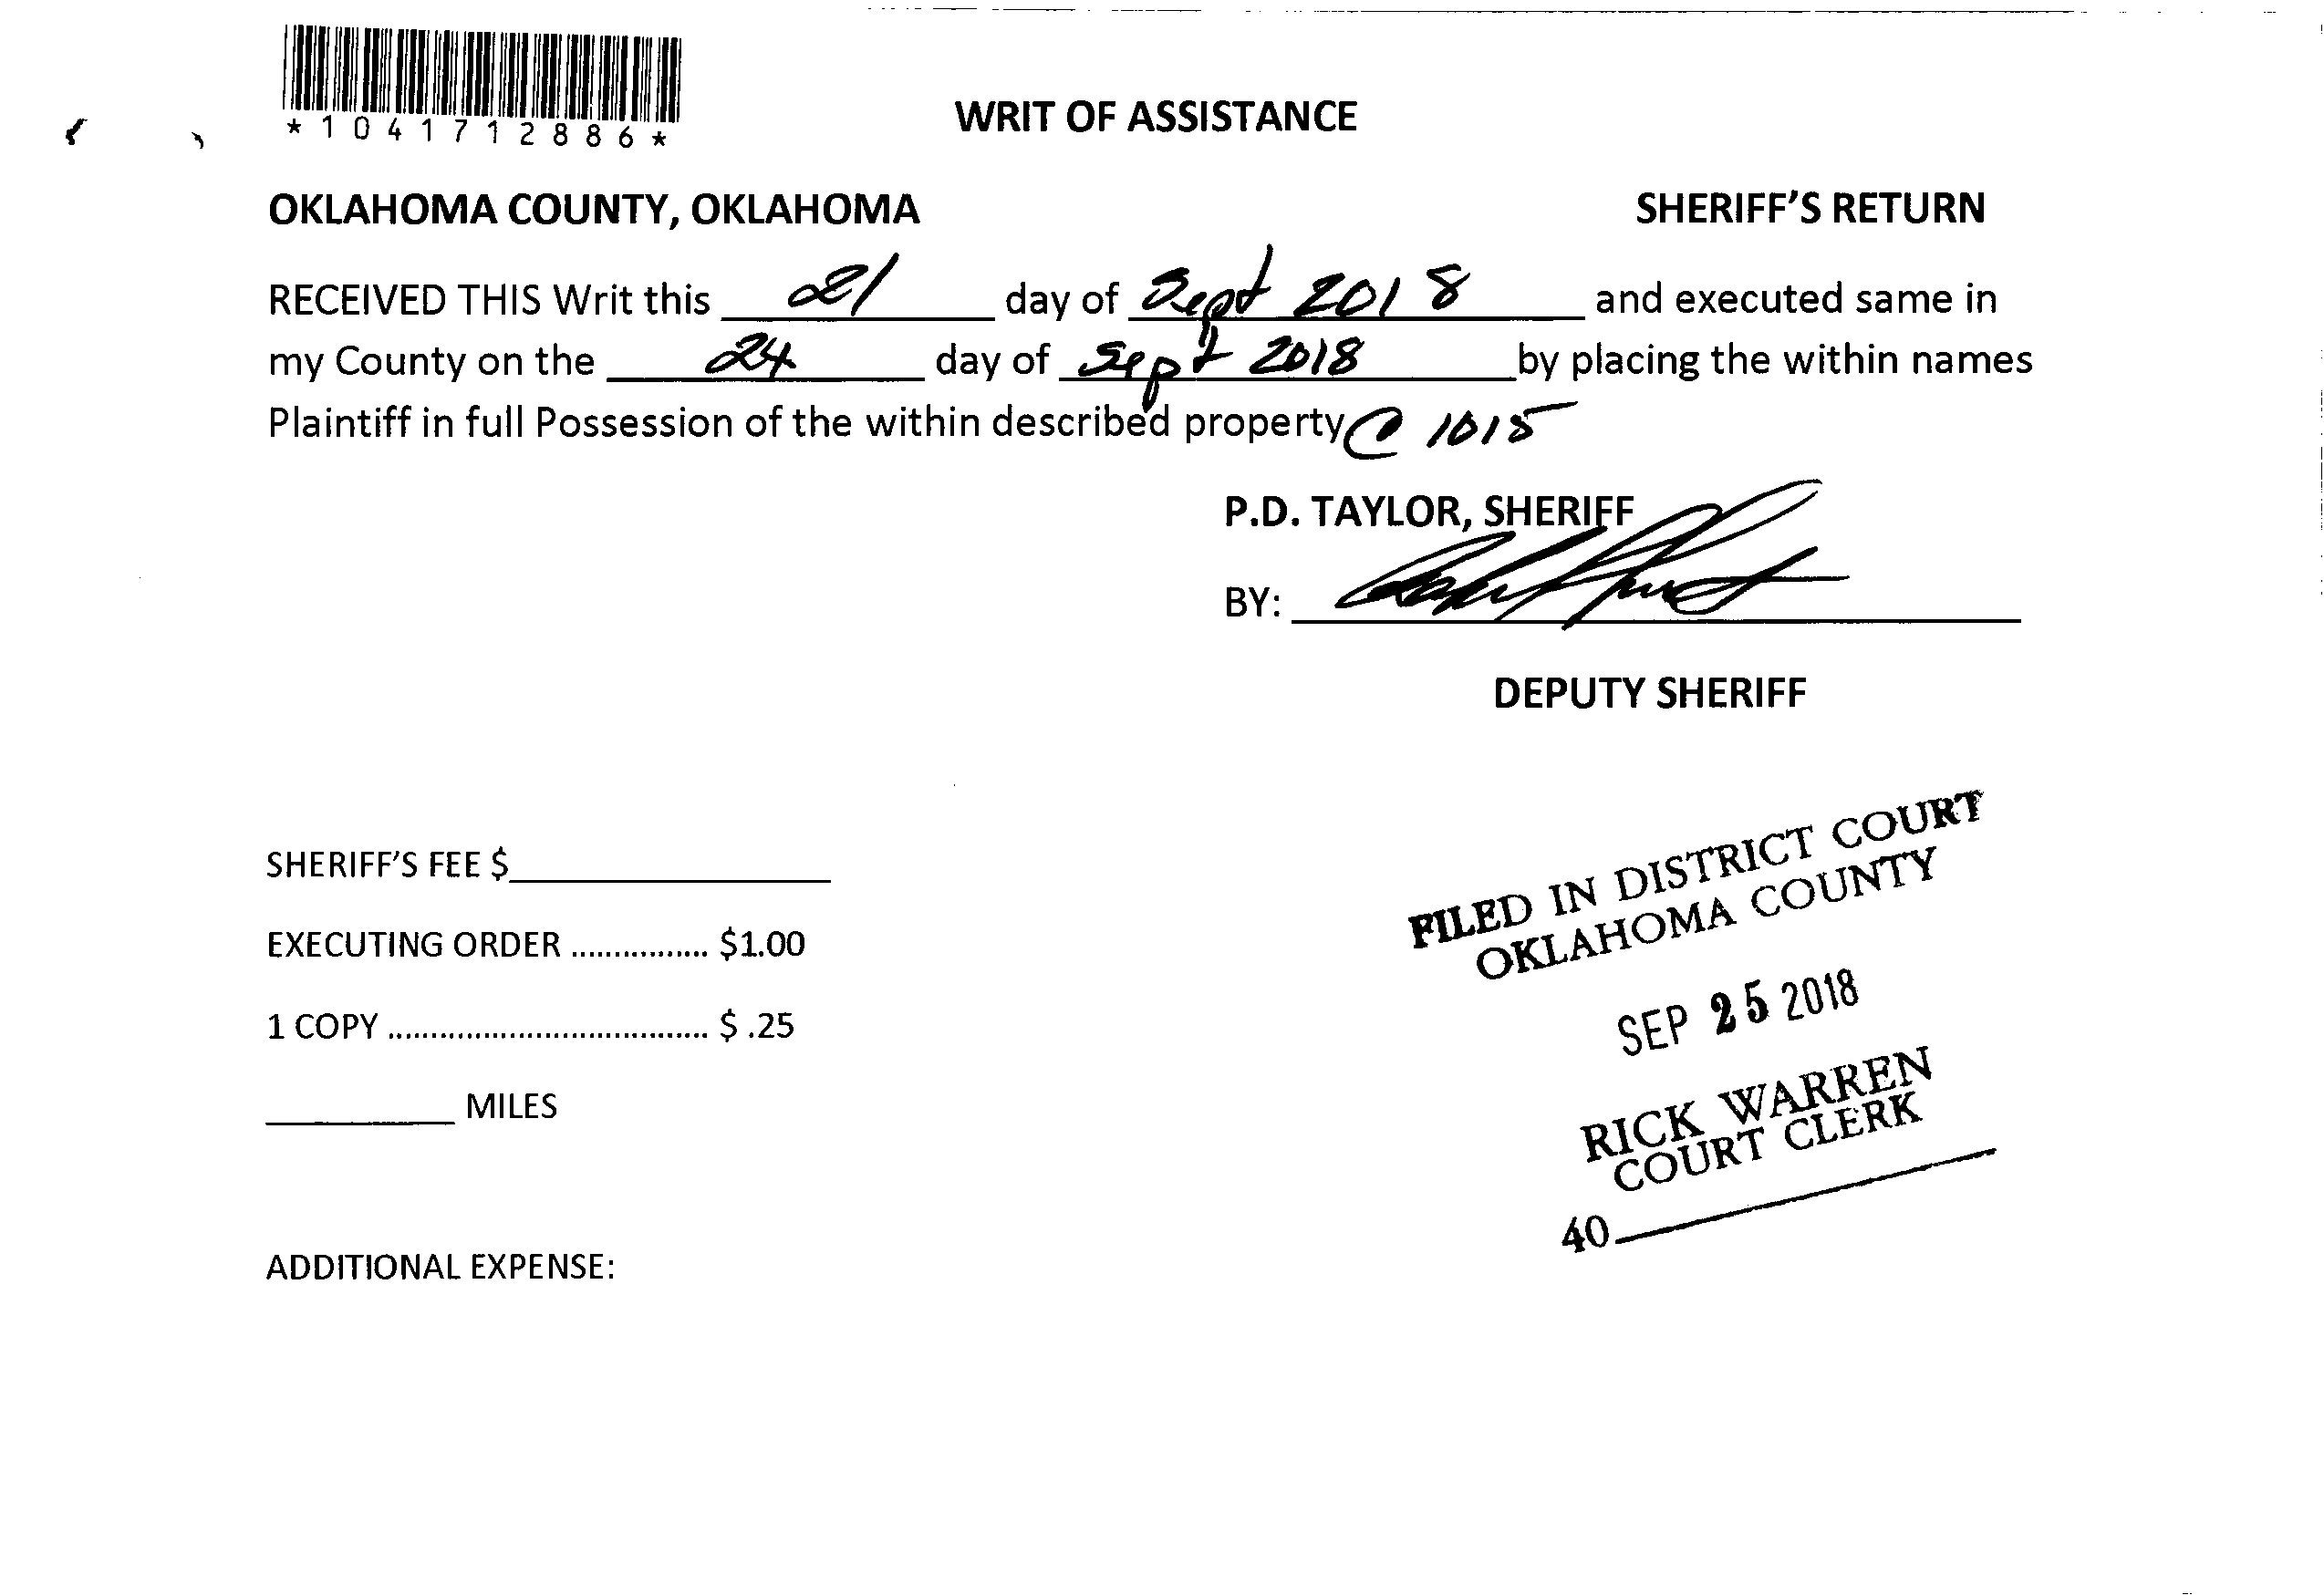 *1041712886*
WRIT OF ASSISTANCE
OKLAHOMA COUNTY, OKLAHOMA SHERIFF'S RETURN
RECEIVED THIS Writ this 21 day of Sept 2018 and executed same in
my County on the 24 day of Sept 2018 by placing the within names
Plaintiff in full Possession of the within described property @ 1015
P.D. TAYLOR, SHERIFF
BY:
DEPUTY SHERIFF
SHERIFF'S FEE $
EXECUTING ORDER ................ $1.00
1 COPY ..................................... $ .25
MILES
ADDITIONAL EXPENSE:
FILED IN DISTRICT COURT
OKLAHOMA COUNTY
SEP 25 2018
RICK WARREN
COURT CLERK
40